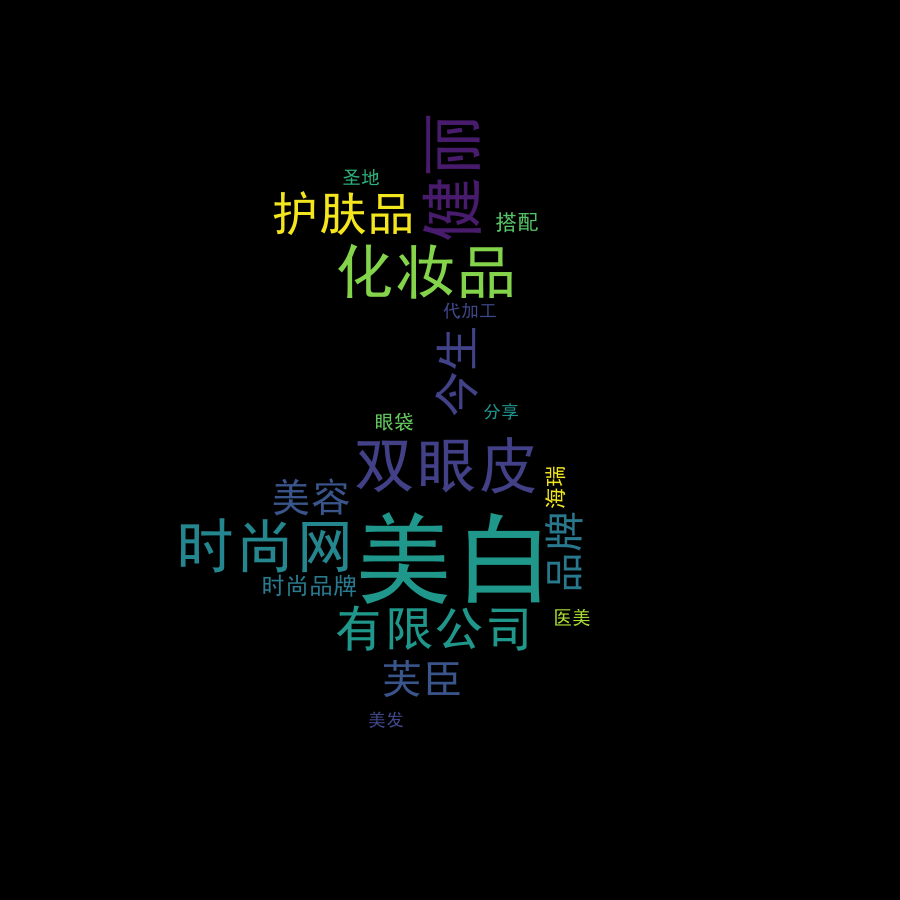 健丽
圣地
护肤品
搭配
化妆品
代加工
今生
分享
眼袋
双眼皮
海瑞
美容
时尚网
美白
品牌
时尚品牌
有限公司
医美
芙臣
美发